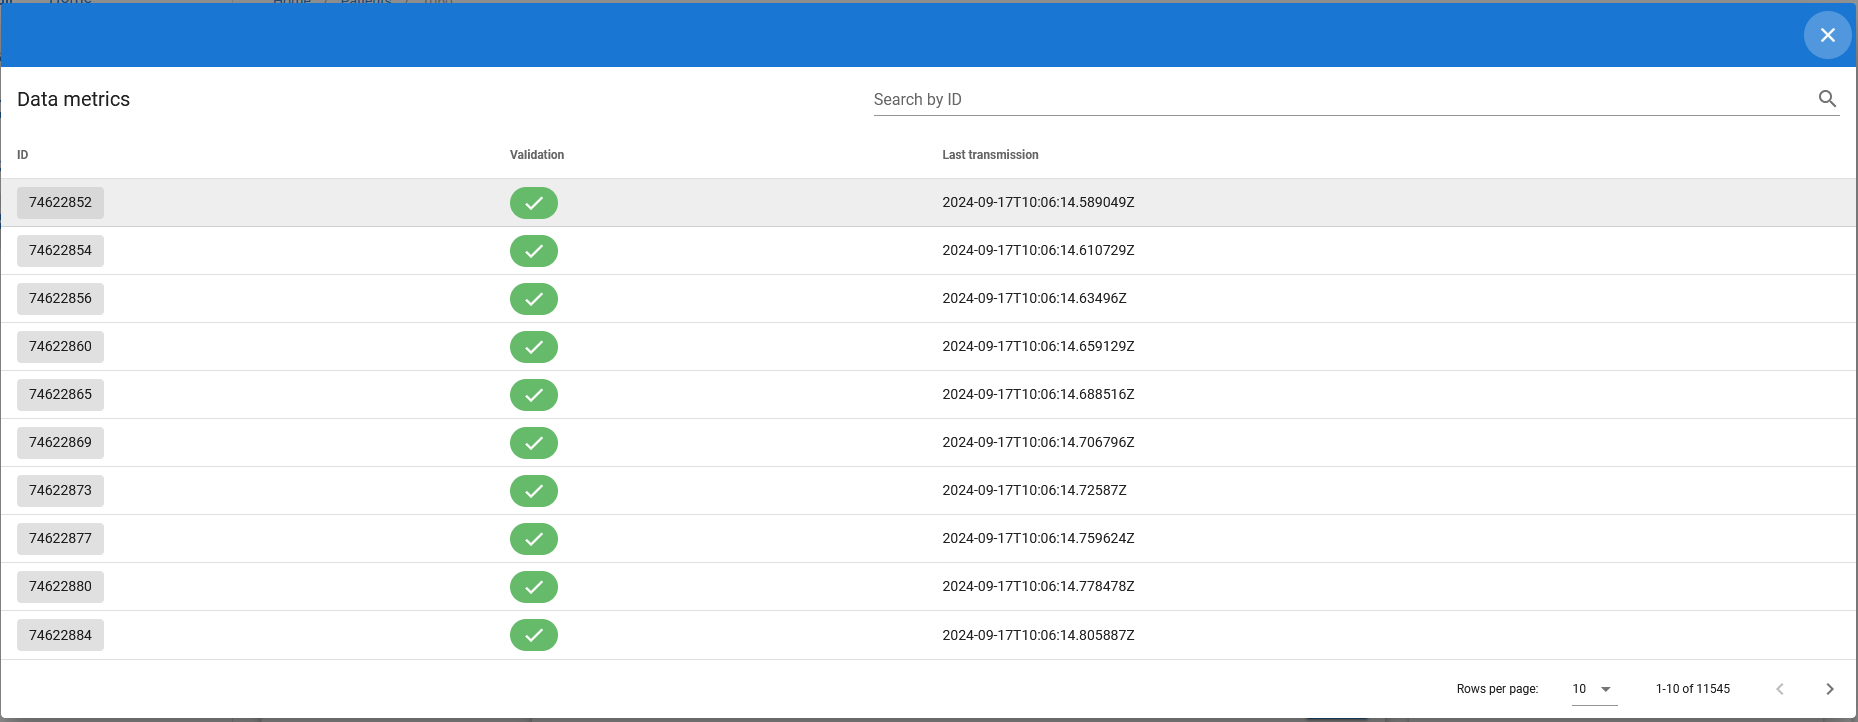 Home Home / Patients /
Data metrics Search by ID
ID Validation Last transmission
74622852 2024-09-17T10:06:14.589049Z
74622854 2024-09-17T10:06:14.610729Z
74622856 2024-09-17T10:06:14.63496Z
74622860 2024-09-17T10:06:14.659129Z
74622865 2024-09-17T10:06:14.688516Z
74622869 2024-09-17T10:06:14.706796Z
74622873 2024-09-17T10:06:14.72587Z
74622877 2024-09-17T10:06:14.759624Z
74622880 2024-09-17T10:06:14.778478Z
74622884 2024-09-17T10:06:14.805887Z
Rows per page: 10 1-10 of 11545